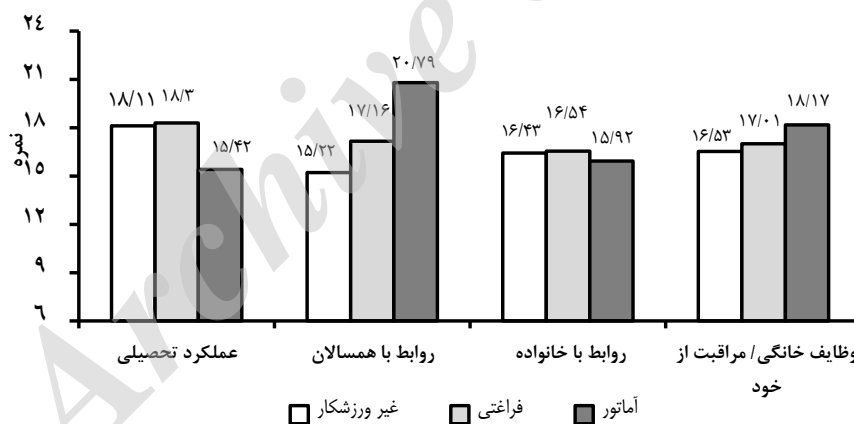 ۲۴
۲۱
۱۸
۱۵
۱۲
۹
۶
نمره
۱۸/۱۱ ۱۸/۳ ۱۵/۴۲
۱۵/۲۲ ۱۷/۱۶ ۲۰/۷۹
۱۶/۴۳ ۱۶/۵۴ ۱۵/۹۲
۱۶/۵۳ ۱۷/۰۱ ۱۸/۱۷
عملکرد تحصیلی
روابط با همسالان
روابط با خانواده
وظایف خانگی/ مراقبت از
خود
غیر ورزشکار
فراغتی
آماتور
Archive